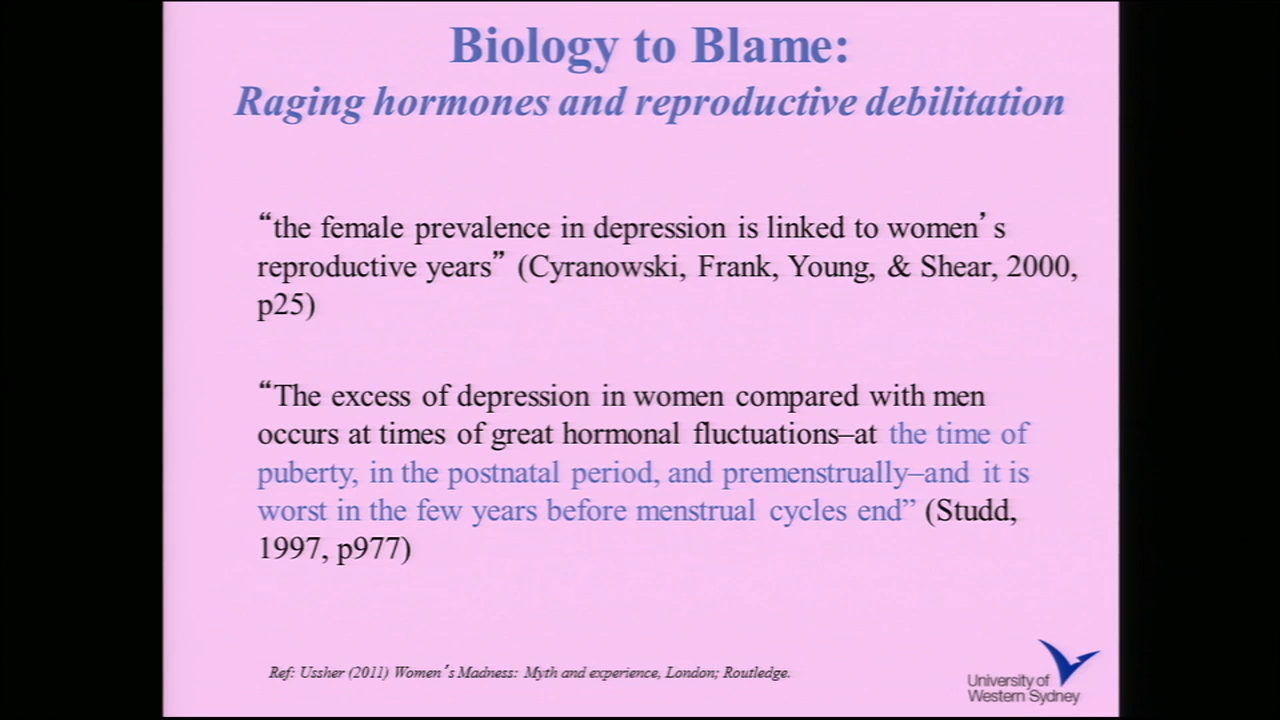 Biology to Blame:
Raging hormones and reproductive debilitation
“the female prevalence in depression is linked to women’s
reproductive years” (Cyranowski, Frank, Young, & Shear, 2000,
p25)
“The excess of depression in women compared with men
occurs at times of great hormonal fluctuations–at the time of
puberty, in the postnatal period, and premenstrually–and it is
worst in the few years before menstrual cycles end” (Studd,
1997, p977)
Ref: Ussher (2011) Women’s Madness: Myth and experience, London; Routledge.
University of
Western Sydney